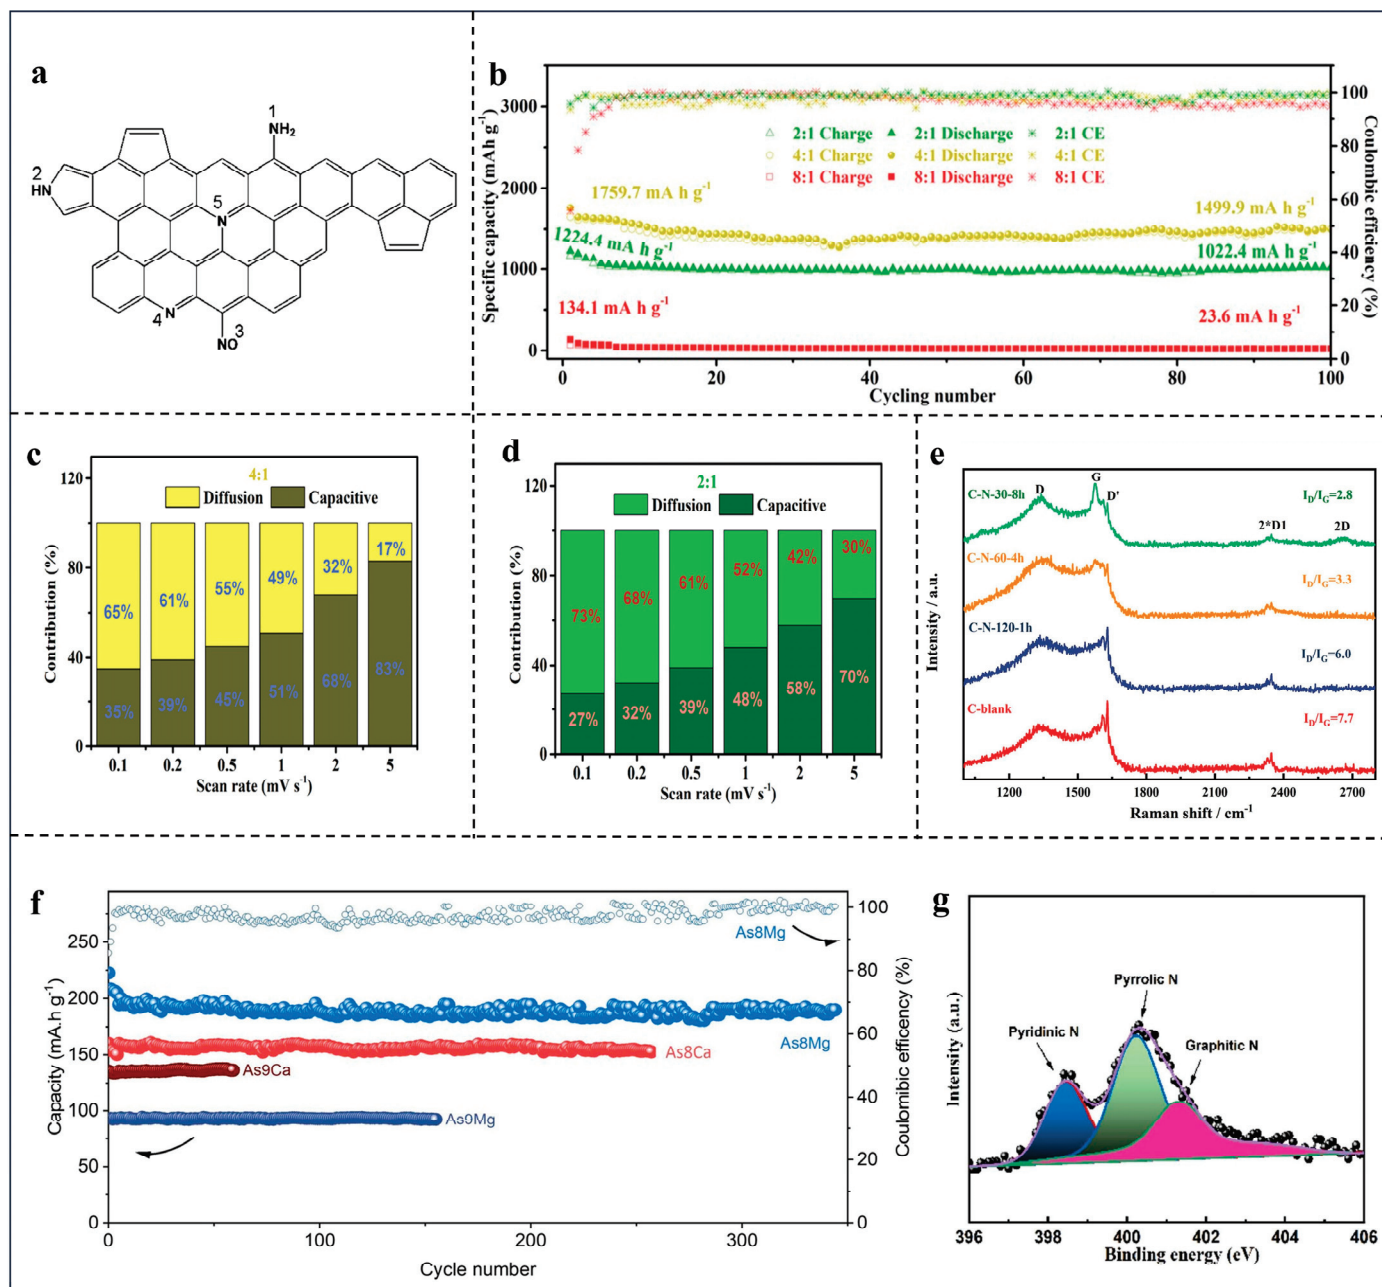 a
1
NH₂
2
HN
5
N
4
N
3
NO
b
Specific capacity (mAh g⁻¹)
3000
2000
1000
0
2:1 Charge 2:1 Discharge 2:1 CE
4:1 Charge 4:1 Discharge 4:1 CE
8:1 Charge 8:1 Discharge 8:1 CE
1759.7 mA h g⁻¹
1499.9 mA h g⁻¹
1224.4 mA h g⁻¹
1022.4 mA h g⁻¹
134.1 mA h g⁻¹
23.6 mA h g⁻¹
100
80
60
40
20
0
Coulombic efficiency (%)
0 20 40 60 80 100
Cycling number
c
4:1
Diffusion Capacitive
Contribution (%)
120
80
40
0
65% 61% 55% 49% 32% 17%
35% 39% 45% 51% 68% 83%
0.1 0.2 0.5 1 2 5
Scan rate (mV s⁻¹)
d
2:1
Diffusion Capacitive
Contribution (%)
120
80
40
0
73% 68% 61% 52% 42% 30%
27% 32% 39% 48% 58% 70%
0.1 0.2 0.5 1 2 5
Scan rate (mV s⁻¹)
e
Intensity / a.u.
C-N-30-8h D G D' 2*D1 2D I_D/I_G=2.8
C-N-60-4h I_D/I_G=3.3
C-N-120-1h I_D/I_G=6.0
C-blank I_D/I_G=7.7
1200 1500 1800 2100 2400 2700
Raman shift / cm⁻¹
f
Capacity (mA.h g⁻¹)
250
200
150
100
50
0
As8Mg
As8Mg
As8Ca
As9Ca
As9Mg
100
80
60
40
20
0
Coulombic efficency (%)
0 100 200 300
Cycle number
g
Intensity (a.u.)
Pyridinic N
Pyrrolic N
Graphitic N
396 398 400 402 404 406
Binding energy (eV)